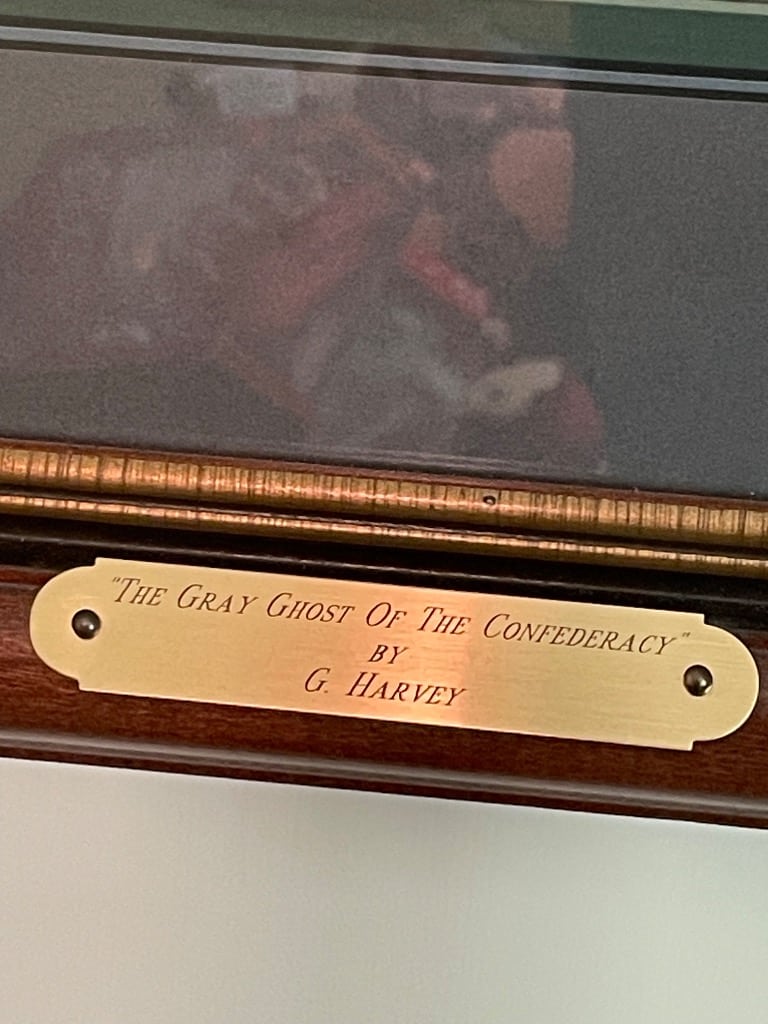 "THE GRAY GHOST OF THE CONFEDERACY"
BY
G. HARVEY